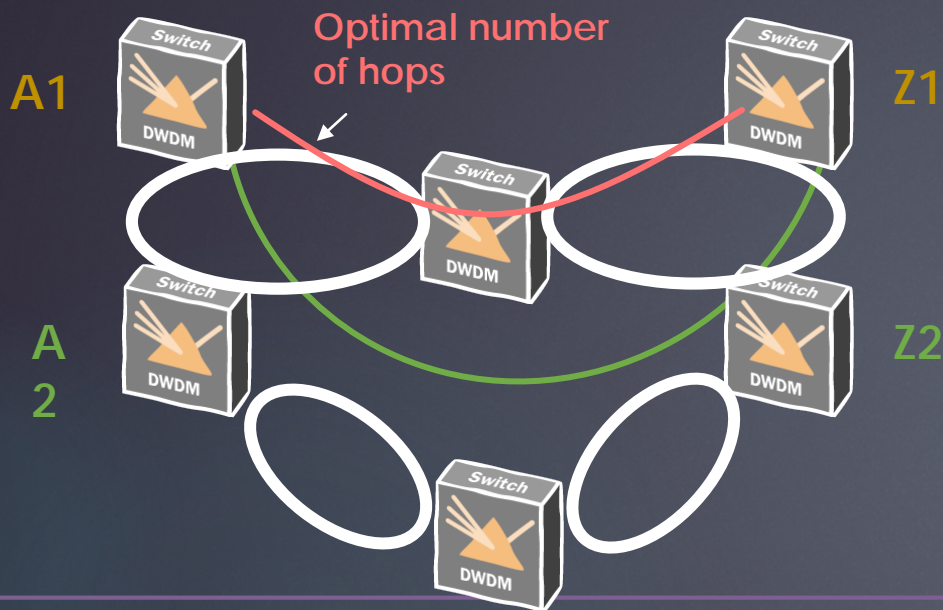 Optimal number
of hops
A1
Z1
Switch
DWDM
Switch
DWDM
Switch
DWDM
A
2
Z2
Switch
DWDM
Switch
DWDM
Switch
DWDM